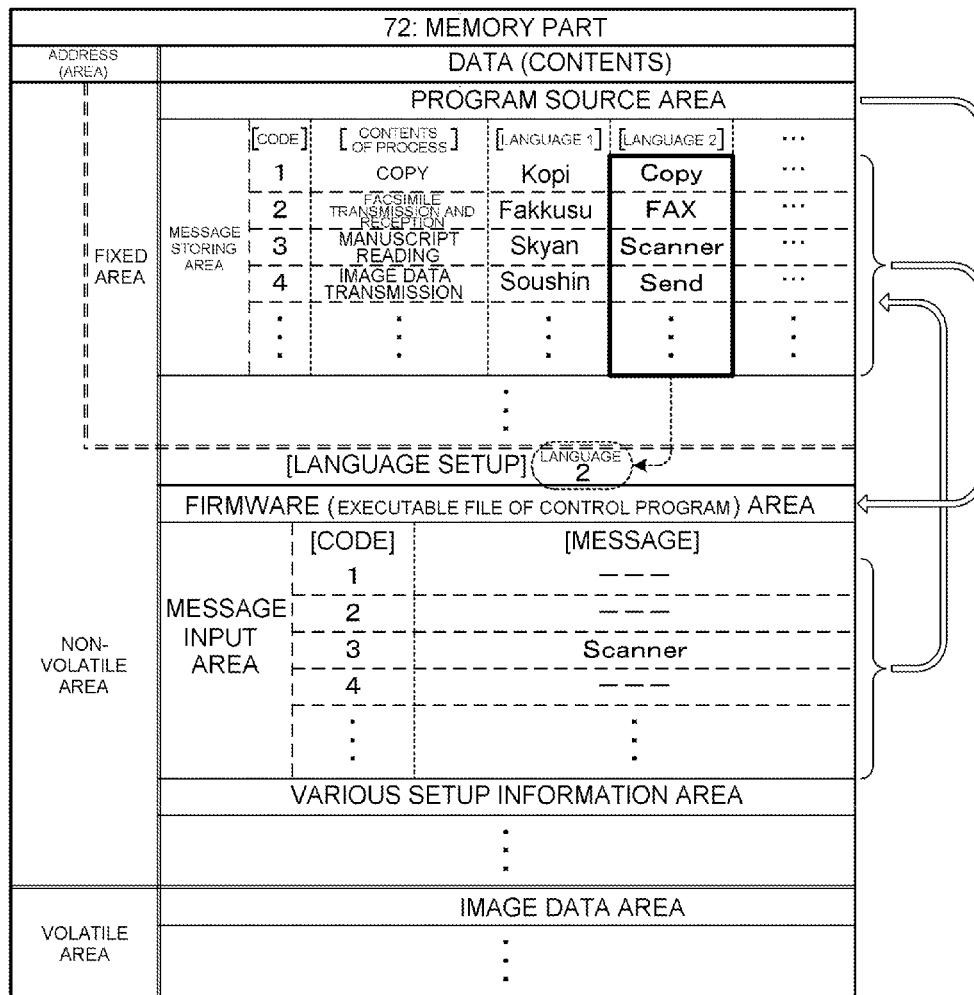 72: MEMORY PART
ADDRESS
(AREA)
DATA (CONTENTS)
PROGRAM SOURCE AREA
[CODE] [CONTENTS OF PROCESS] [LANGUAGE 1] [LANGUAGE 2] ...
1 COPY Kopi Copy ...
2 FACSIMILE TRANSMISSION AND RECEPTION Fakkusu FAX ...
3 MANUSCRIPT READING Skyan Scanner ...
4 IMAGE DATA TRANSMISSION Soushin Send ...
MESSAGE
STORING
AREA
FIXED
AREA
[LANGUAGE SETUP] LANGUAGE 2
FIRMWARE (EXECUTABLE FILE OF CONTROL PROGRAM) AREA
[CODE] [MESSAGE]
1 ---
2 ---
3 Scanner
4 ---
MESSAGE
INPUT
AREA
NON-
VOLATILE
AREA
VARIOUS SETUP INFORMATION AREA
IMAGE DATA AREA
VOLATILE
AREA